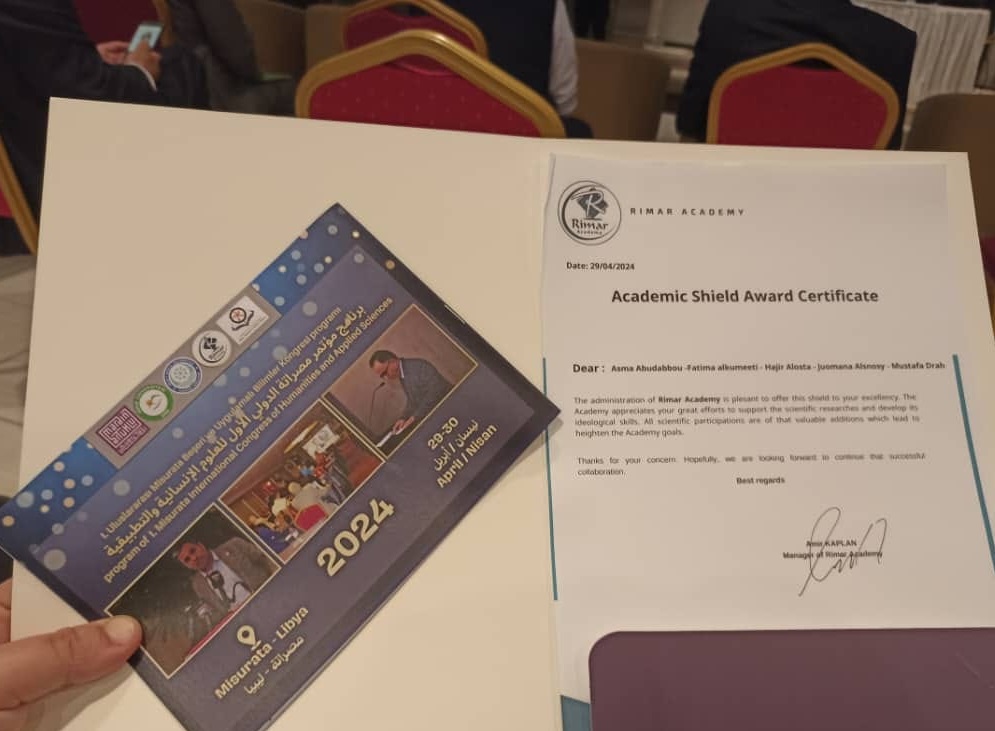 I. Uluslararası Misurata Beşeri ve Uygulamalı Bilimler Kongresi programı
برنامج مؤتمر مصراتة الدولي الأول للعلوم الإنسانية والتطبيقية
program of I. Misurata International Congress of Humanities and Applied Sciences
29-30
نيسان / أبريل
April / Nisan
2024
Misurata - Libya
مصراتة - ليبيا
Rimar
Academy
RIMAR ACADEMY
Date: 29/04/2024
Academic Shield Award Certificate
Dear : Asma Abudabbou -Fatima alkumeeti - Hajir Alosta - Juomana Alsnosy - Mustafa Drah
The administration of Rimar Academy is plesant to offer this shield to your excellency. The
Academy appreciates your great efforts to support the scientific researches and develop its
ideological skills. All scientific participations are of that valuable additions which lead to
heighten the Academy goals.
Thanks for your concern. Hopefully, we are looking forward to continue that successful
collaboration.
Best regards
KAPLAN
Manager of Rimar Academy